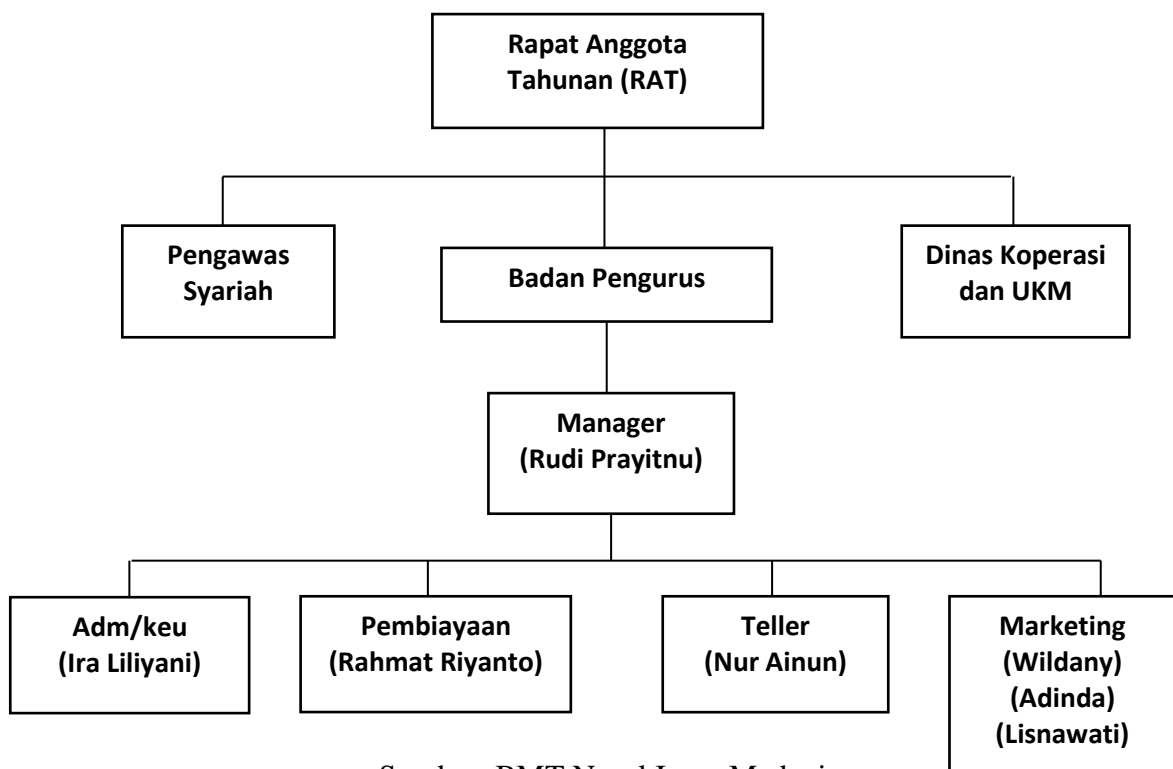 Rapat Anggota
Tahunan (RAT)
Pengawas
Syariah
Badan Pengurus
Dinas Koperasi
dan UKM
Manager
(Rudi Prayitnu)
Adm/keu
(Ira Liliyani)
Pembiayaan
(Rahmat Riyanto)
Teller
(Nur Ainun)
Marketing
(Wildany)
(Adinda)
(Lisnawati)
BMT